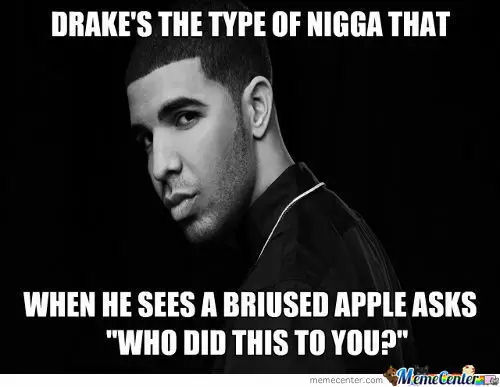 DRAKE'S THE TYPE OF NIGGA THAT
WHEN HE SEES A BRIUSED APPLE ASKS
"WHO DID THIS TO YOU?"
memecenter.com MemeCenter